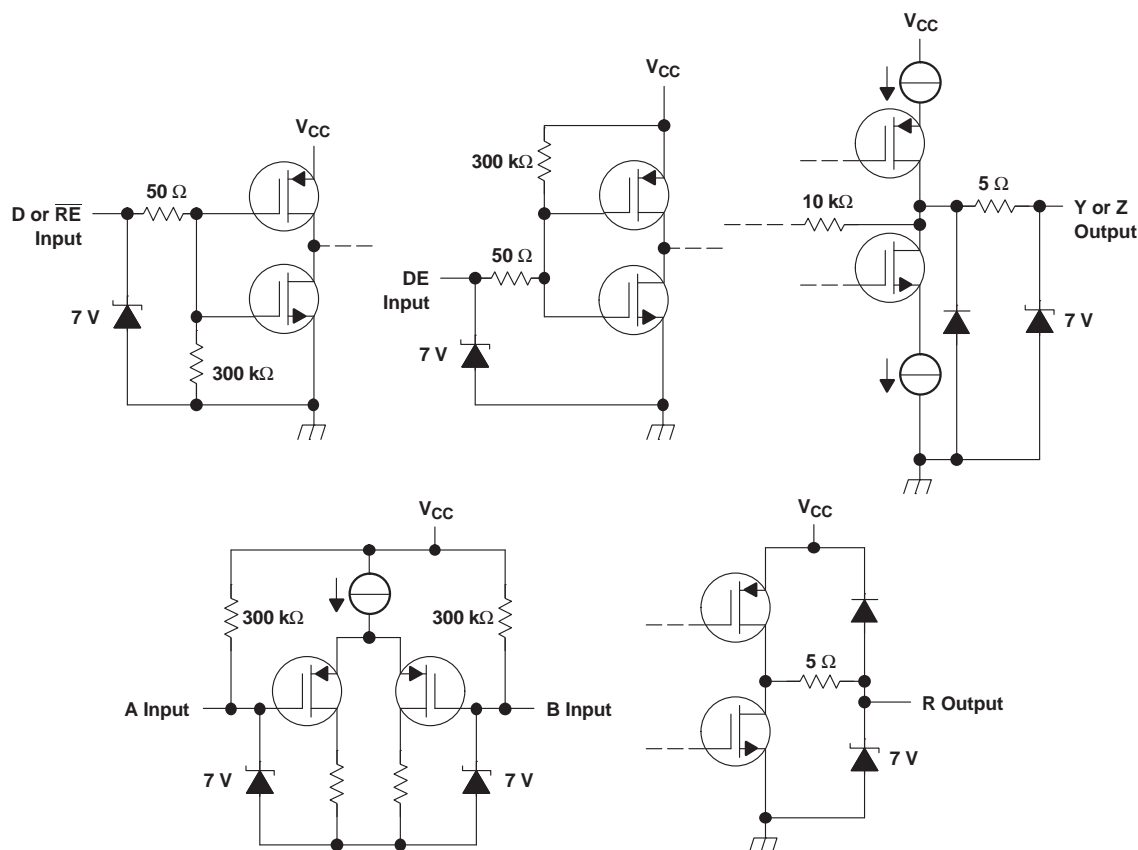 VCC
50 Ω
D or RE
Input
7 V
300 kΩ
VCC
300 kΩ
50 Ω
DE
Input
7 V
VCC
10 kΩ
5 Ω
Y or Z
Output
7 V
VCC
300 kΩ
300 kΩ
A Input
B Input
7 V
7 V
VCC
5 Ω
R Output
7 V